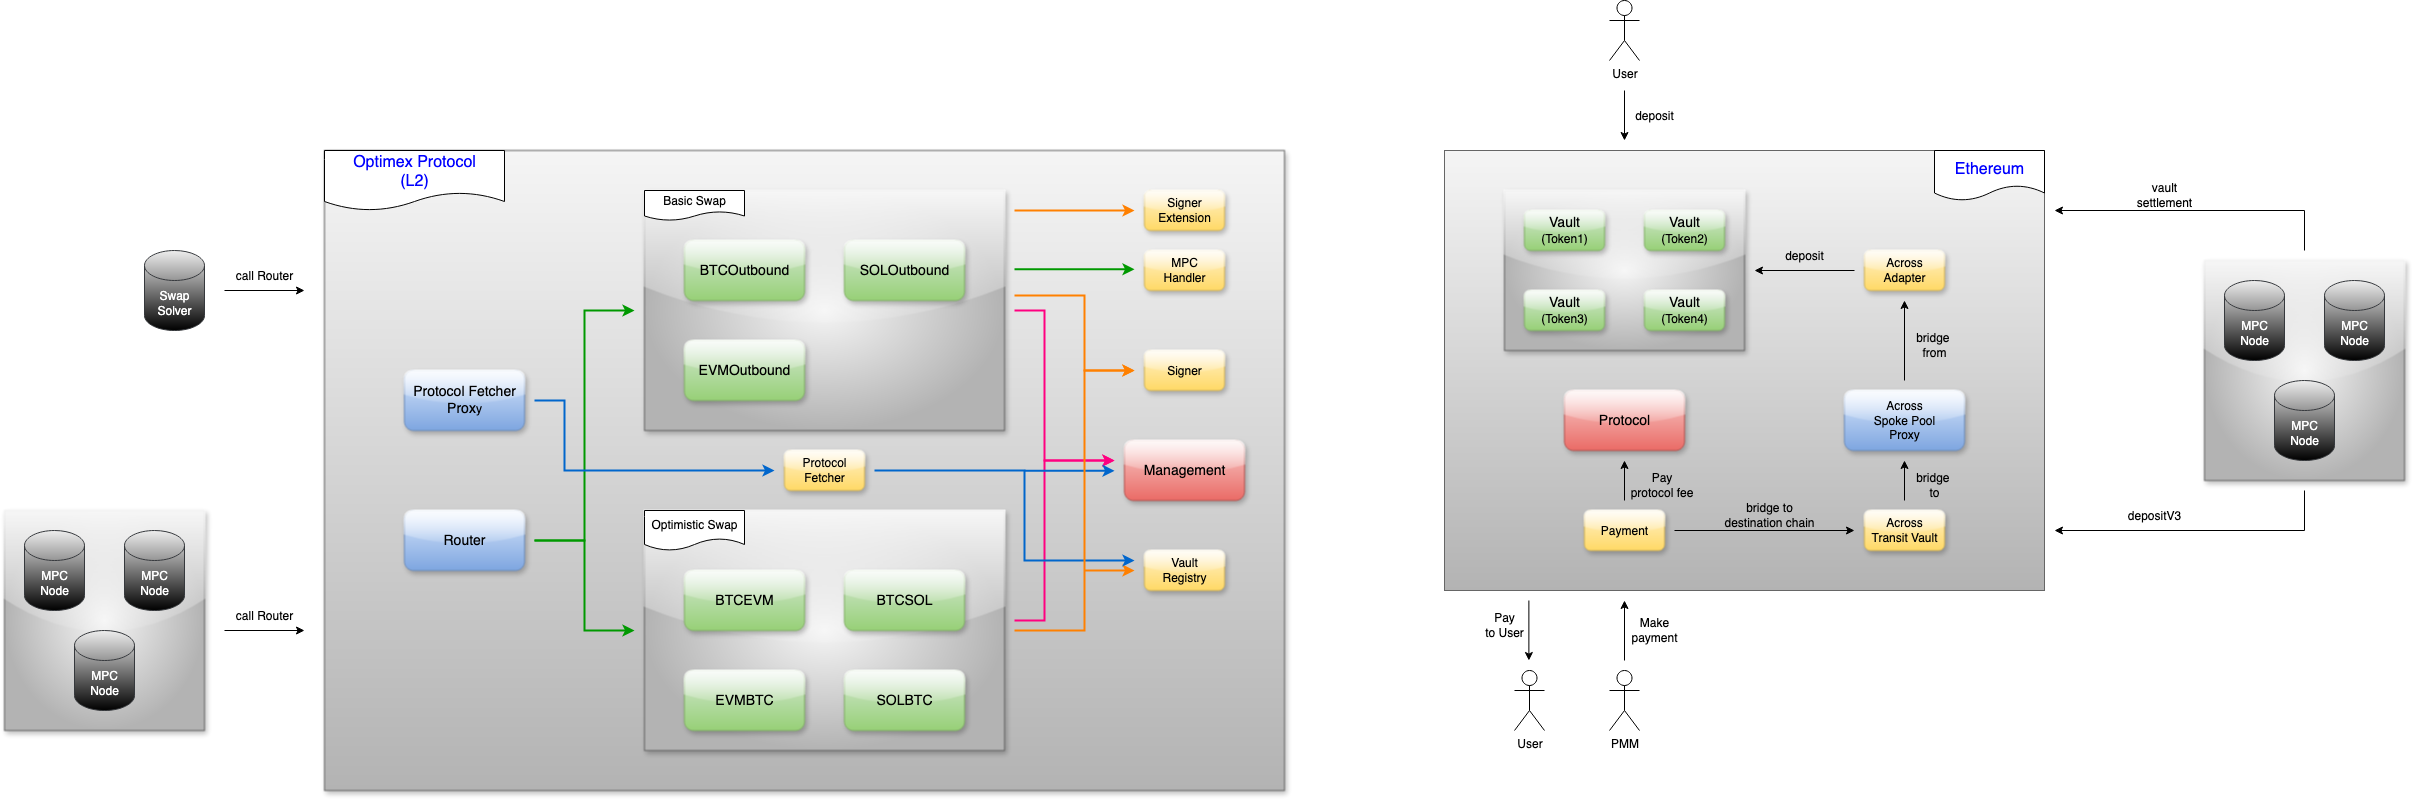 User
deposit
Optimex Protocol
(L2)
Basic Swap
BTCOutbound
SOLOutbound
EVMOutbound
Signer
Extension
MPC
Handler
Signer
Management
Vault
Registry
Swap
Solver
call Router
Protocol Fetcher
Proxy
Protocol
Fetcher
Router
Optimistic Swap
BTCEVM
BTCSOL
EVMBTC
SOLBTC
MPC
Node
MPC
Node
MPC
Node
call Router
Ethereum
Vault
(Token1)
Vault
(Token2)
Vault
(Token3)
Vault
(Token4)
deposit
Across
Adapter
bridge
from
Protocol
Across
Spoke Pool
Proxy
Pay
protocol fee
bridge
to
Payment
bridge to
destination chain
Across
Transit Vault
Pay
to User
Make
payment
User
PMM
vault
settlement
MPC
Node
MPC
Node
MPC
Node
depositV3